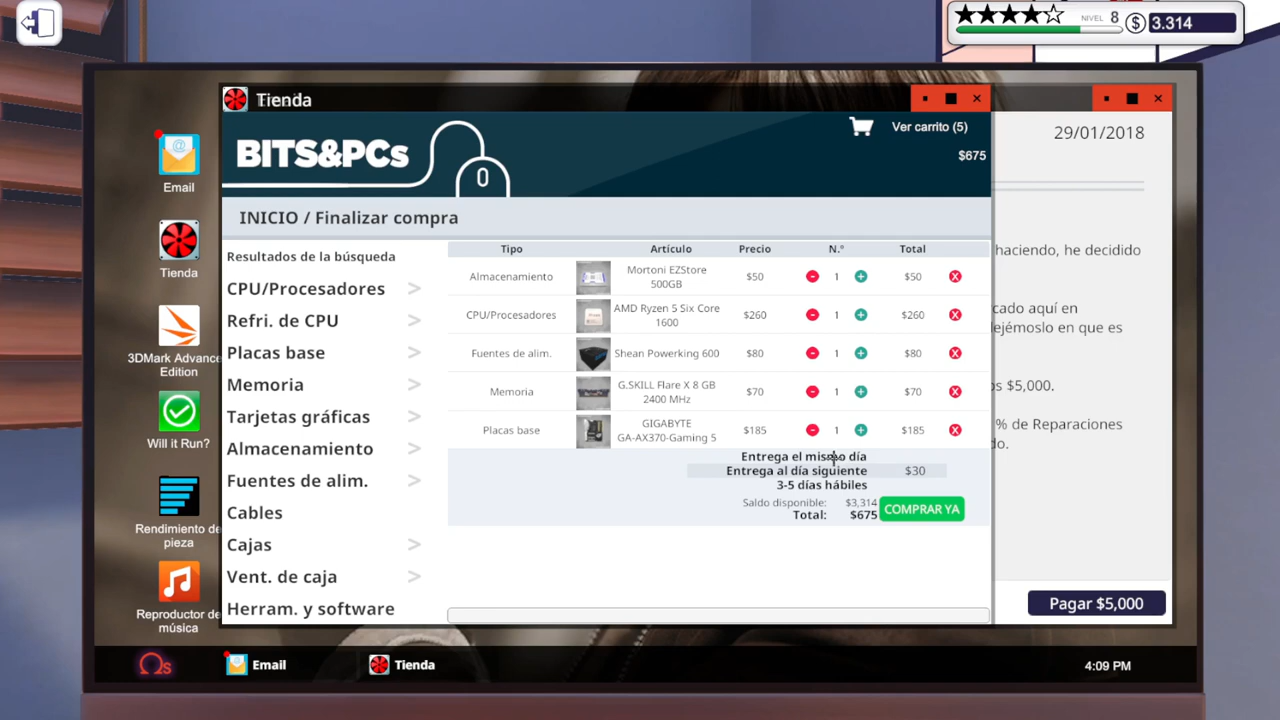 NIVEL 8 $ 3.314
Tienda
29/01/2018
Email
Tienda
3DMark Advance
Edition
Will it Run?
Rendimiento de
pieza
Reproductor de
música
BITS&PCs
Ver carrito (5)
$675
INICIO / Finalizar compra
Resultados de la búsqueda
CPU/Procesadores >
Refri. de CPU >
Placas base >
Memoria >
Tarjetas gráficas >
Almacenamiento >
Fuentes de alim. >
Cables
Cajas >
Vent. de caja >
Herram. y software
Tipo Artículo Precio N.º Total
Almacenamiento Mortoni EZStore
500GB $50 1 $50
CPU/Procesadores AMD Ryzen 5 Six Core
1600 $260 1 $260
Fuentes de alim. Shean Powerking 600 $80 1 $80
Memoria G.SKILL Flare X 8 GB
2400 MHz $70 1 $70
Placas base GIGABYTE
GA-AX370-Gaming 5 $185 1 $185
Entrega el mismo día
Entrega al día siguiente $30
3-5 días hábiles
Saldo disponible: $3,314
Total: $675
COMPRAR YA
haciendo, he decidido
cado aquí en
dejémoslo en que es
os $5,000.
% de Reparaciones
do.
Pagar $5,000
Ωs
Email
Tienda
4:09 PM